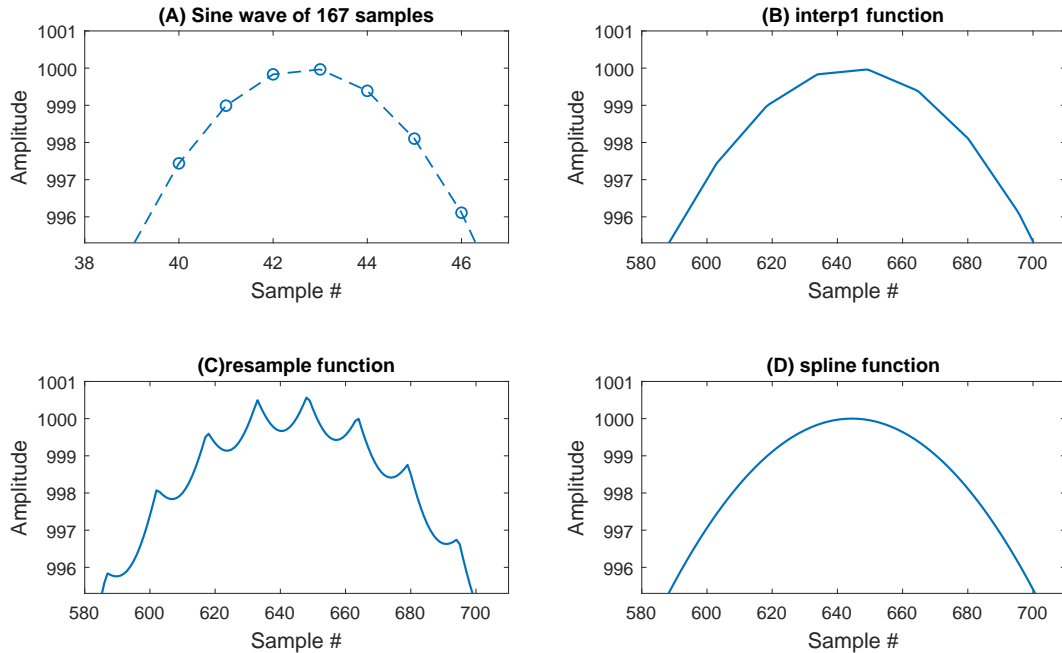 (A) Sine wave of 167 samples
1001
1000
999
998
997
996
Amplitude
38 40 42 44 46
Sample #
(B) interp1 function
1001
1000
999
998
997
996
Amplitude
580 600 620 640 660 680 700
Sample #
(C)resample function
1001
1000
999
998
997
996
Amplitude
580 600 620 640 660 680 700
Sample #
(D) spline function
1001
1000
999
998
997
996
Amplitude
580 600 620 640 660 680 700
Sample #